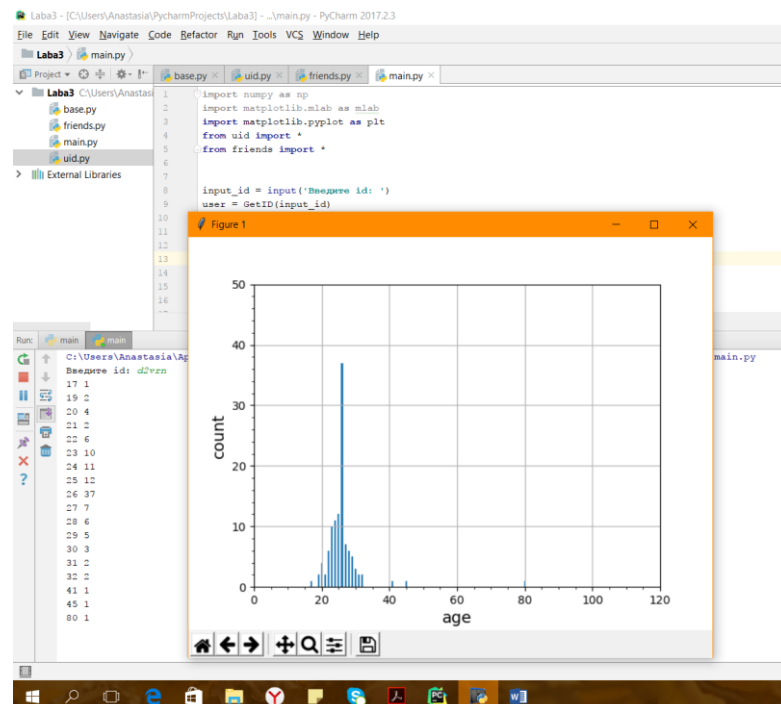 Laba3 - [C:\Users\Anastasia\PycharmProjects\Laba3] - ...\main.py - PyCharm 2017.2.3
File Edit View Navigate Code Refactor Run Tools VCS Window Help
Laba3 main.py
Project
base.py uid.py friends.py main.py
Laba3 C:\Users\Anastasi
base.py
friends.py
main.py
uid.py
External Libraries
1 import numpy as np
2 import matplotlib.mlab as mlab
3 import matplotlib.pyplot as plt
4 from uid import *
5 from friends import *
6
7
8 input_id = input('Введите id: ')
9 user = GetID(input_id)
10
11
12
13
14
15
16
Figure 1
50
40
30
20
10
0
count
0 20 40 60 80 100 120
age
Run: main main
C:\Users\Anastasia\Ap
main.py
Введите id: d2vrn
17 1
19 2
20 4
21 2
22 6
23 10
24 11
25 12
26 37
27 7
28 6
29 5
30 3
31 2
32 2
41 1
45 1
80 1